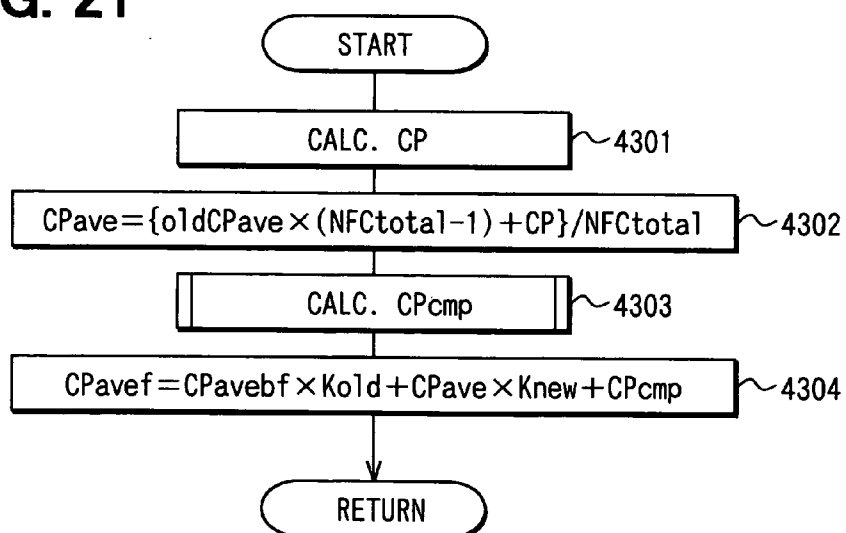 G. 21
START
CALC. CP
4301
CPave={oldCPave×(NFCtotal-1)+CP}/NFCtotal
4302
CALC. CPcmp
4303
CPavef=CPavebf×Kold+CPave×Knew+CPcmp
4304
RETURN